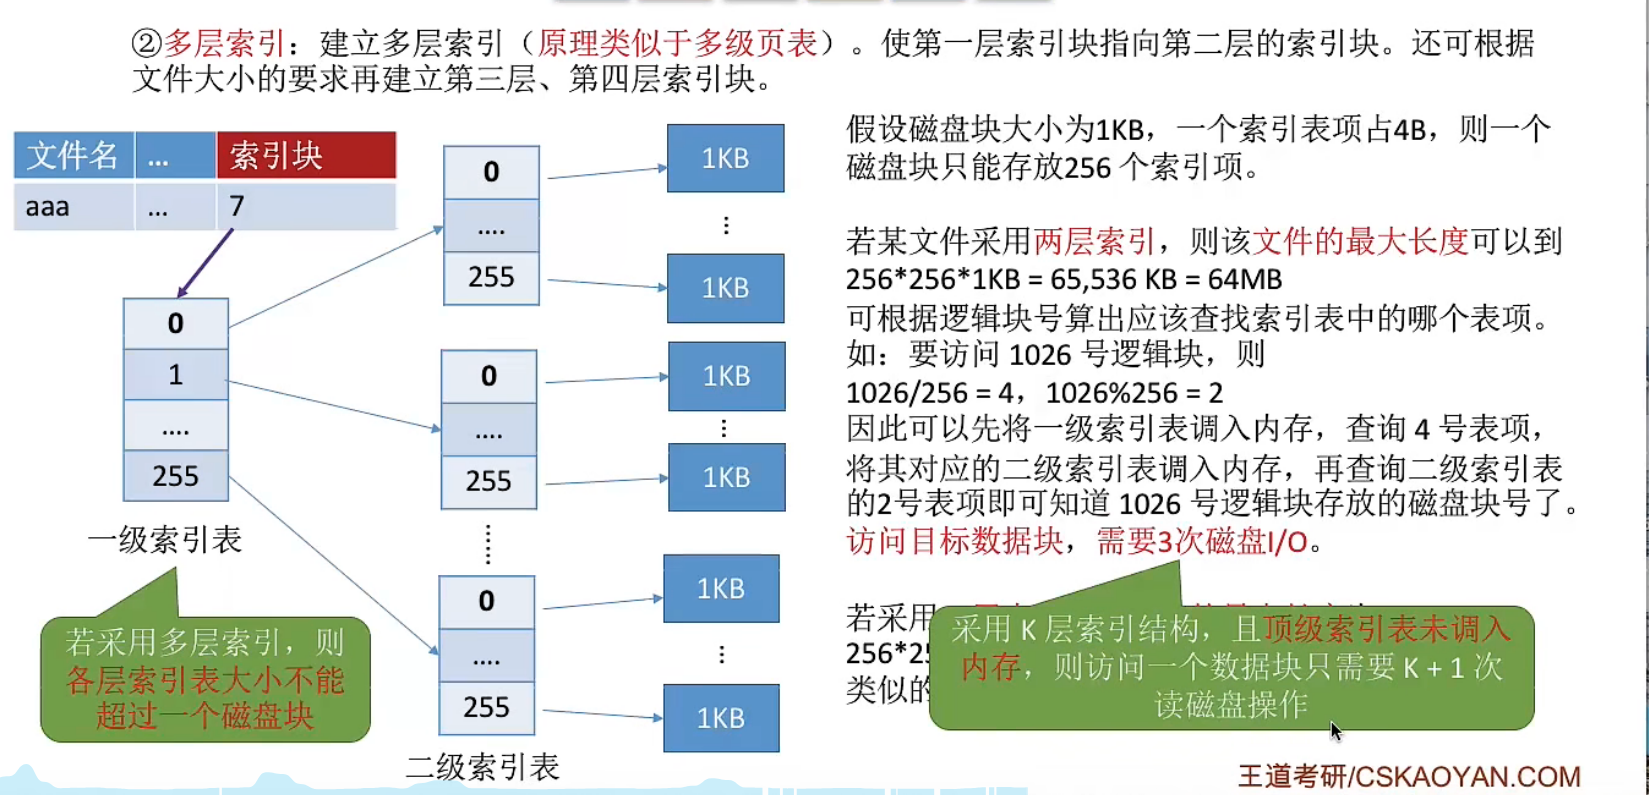 ②多层索引：建立多层索引（原理类似于多级页表）。使第一层索引块指向第二层的索引块。还可根据
文件大小的要求再建立第三层、第四层索引块。
文件名 ... 索引块
aaa ... 7
0
1
....
255
一级索引表
若采用多层索引，则
各层索引表大小不能
超过一个磁盘块
0
....
255
0
....
255
0
....
255
二级索引表
1KB
1KB
1KB
1KB
1KB
1KB
假设磁盘块大小为1KB，一个索引表项占4B，则一个
磁盘块只能存放256 个索引项。
若某文件采用两层索引，则该文件的最大长度可以到
256*256*1KB = 65,536 KB = 64MB
可根据逻辑块号算出应该查找索引表中的哪个表项。
如：要访问 1026 号逻辑块，则
1026/256 = 4，1026%256 = 2
因此可以先将一级索引表调入内存，查询 4 号表项，
将其对应的二级索引表调入内存，再查询二级索引表
的2号表项即可知道 1026 号逻辑块存放的磁盘块号了。
访问目标数据块，需要3次磁盘I/O。
若采用
256*2
类似的
采用 K 层索引结构，且顶级索引表未调入
内存，则访问一个数据块只需要 K + 1 次
读磁盘操作
王道考研/CSKAOYAN.COM